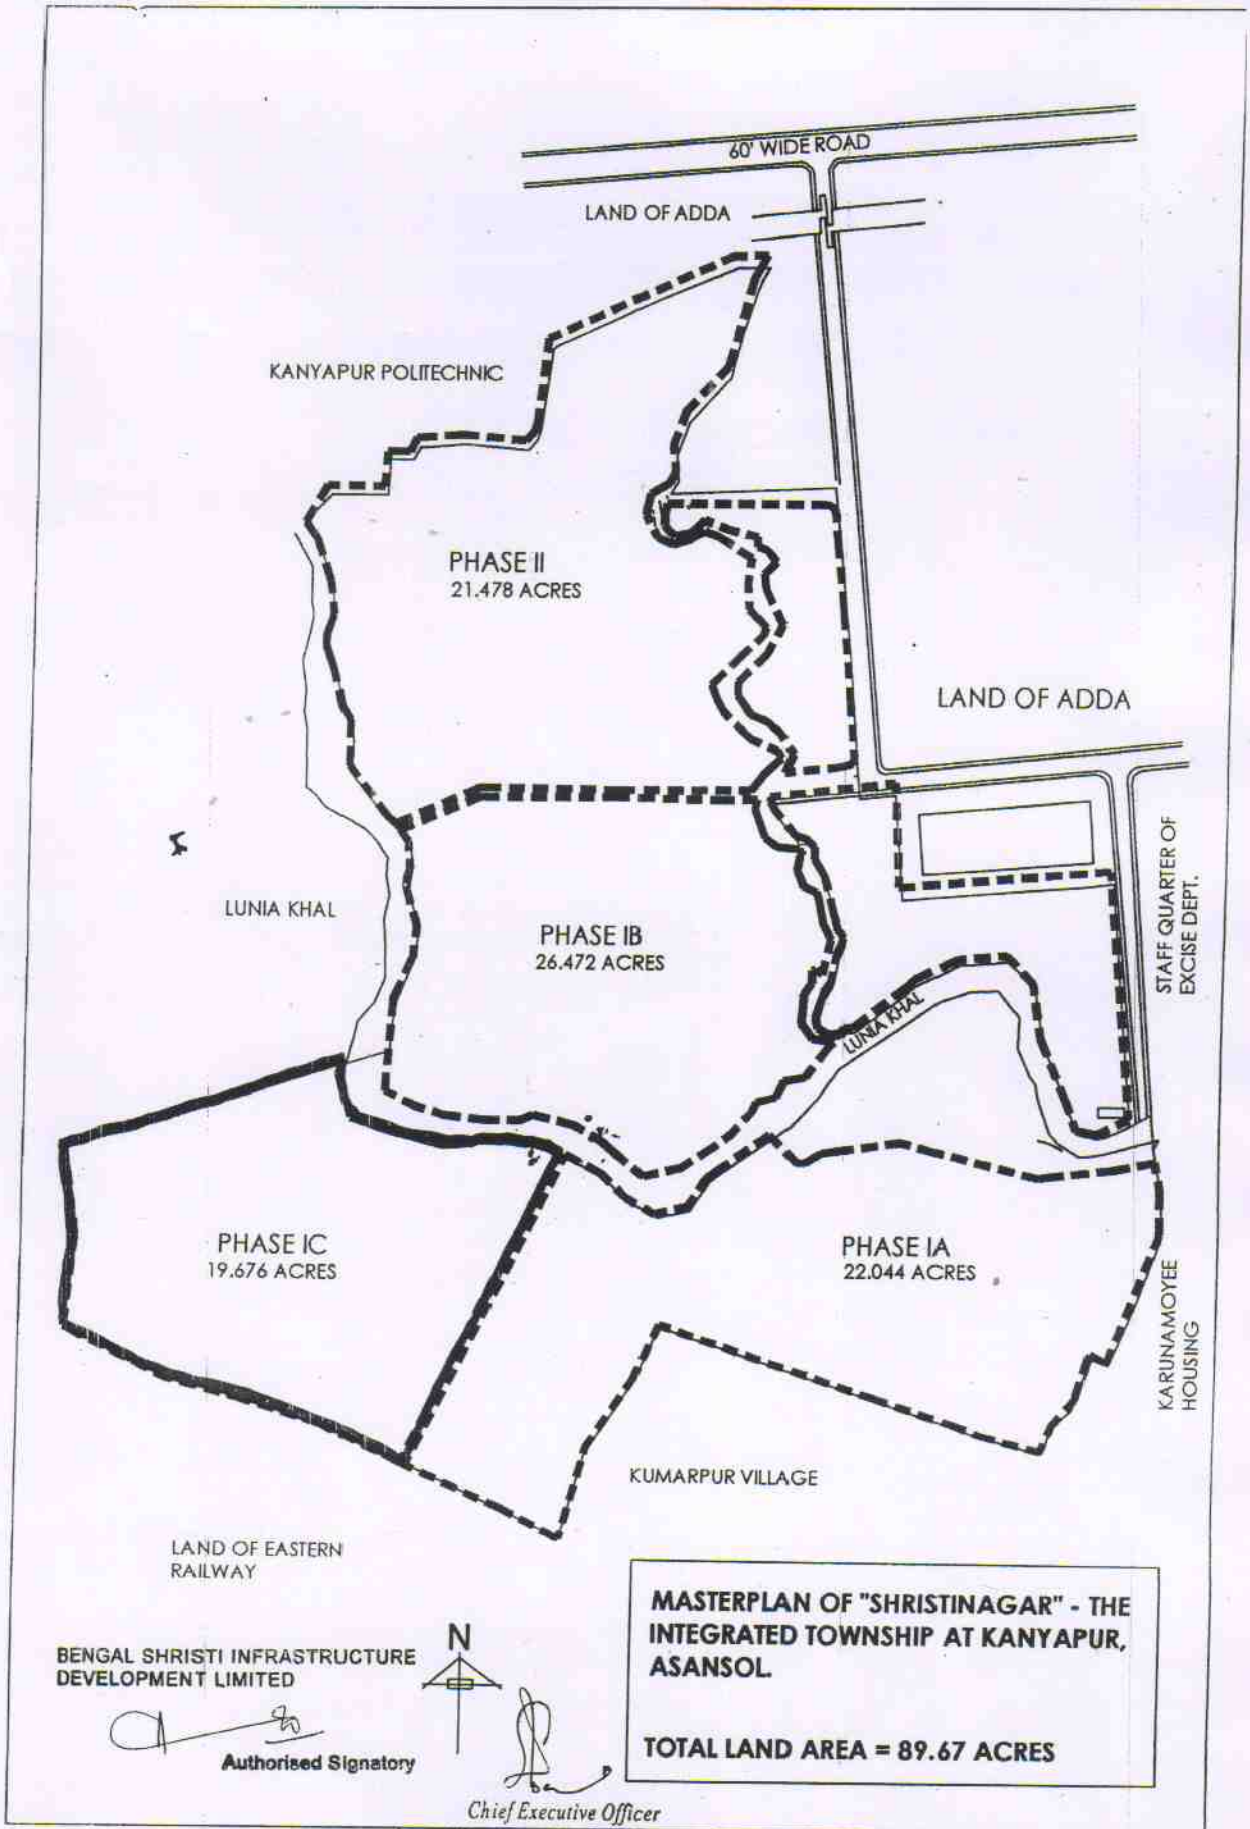 60' WIDE ROAD
LAND OF ADDA
KANYAPUR POLITECHNIC
PHASE II
21.478 ACRES
LAND OF ADDA
STAFF QUARTER OF
EXCISE DEPT.
LUNIA KHAL
PHASE IB
26.472 ACRES
LUNIA KHAL
PHASE IC
19.676 ACRES
PHASE IA
22.044 ACRES
KARUNAMOYEE
HOUSING
KUMARPUR VILLAGE
LAND OF EASTERN
RAILWAY
MASTERPLAN OF "SHRISTINAGAR" - THE
INTEGRATED TOWNSHIP AT KANYAPUR,
ASANSOL.
TOTAL LAND AREA = 89.67 ACRES
BENGAL SHRISTI INFRASTRUCTURE
DEVELOPMENT LIMITED
N
Authorised Signatory
Chief Executive Officer